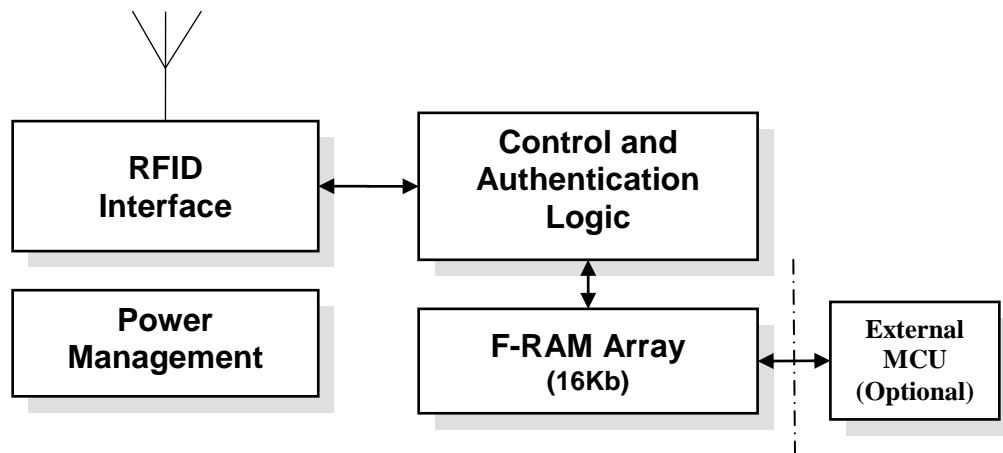 RFID
Interface
Control and
Authentication
Logic
Power
Management
F-RAM Array
(16Kb)
External
MCU
(Optional)